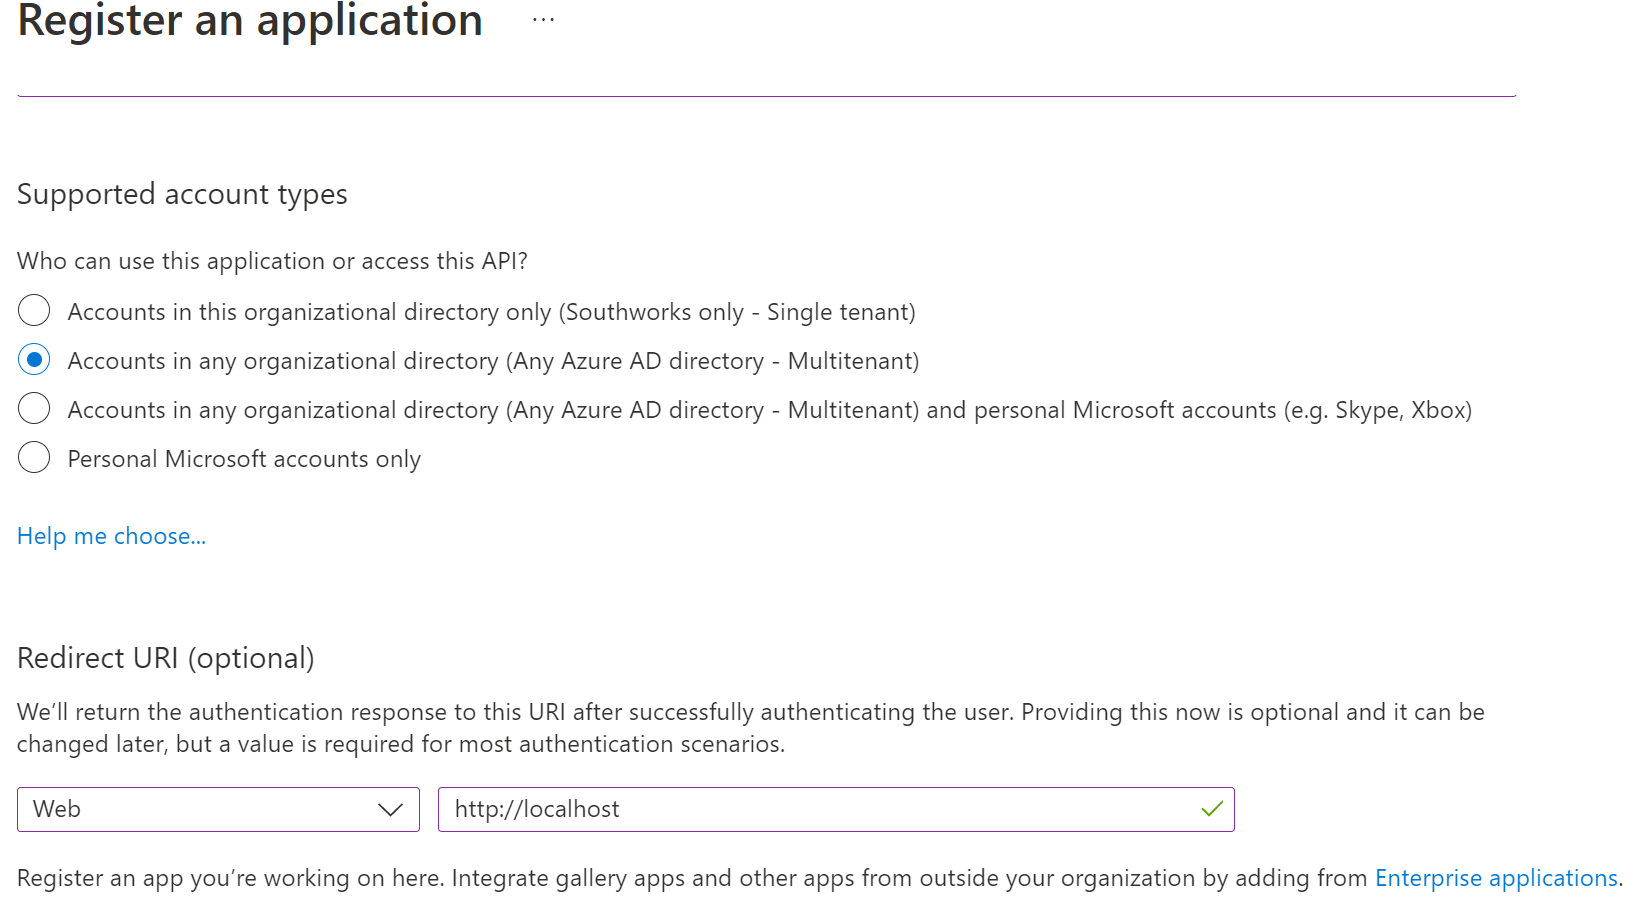 Register an application ...
Supported account types
Who can use this application or access this API?
Accounts in this organizational directory only (Southworks only - Single tenant)
Accounts in any organizational directory (Any Azure AD directory - Multitenant)
Accounts in any organizational directory (Any Azure AD directory - Multitenant) and personal Microsoft accounts (e.g. Skype, Xbox)
Personal Microsoft accounts only
Help me choose...
Redirect URI (optional)
We’ll return the authentication response to this URI after successfully authenticating the user. Providing this now is optional and it can be
changed later, but a value is required for most authentication scenarios.
Web http://localhost
Register an app you’re working on here. Integrate gallery apps and other apps from outside your organization by adding from Enterprise applications.